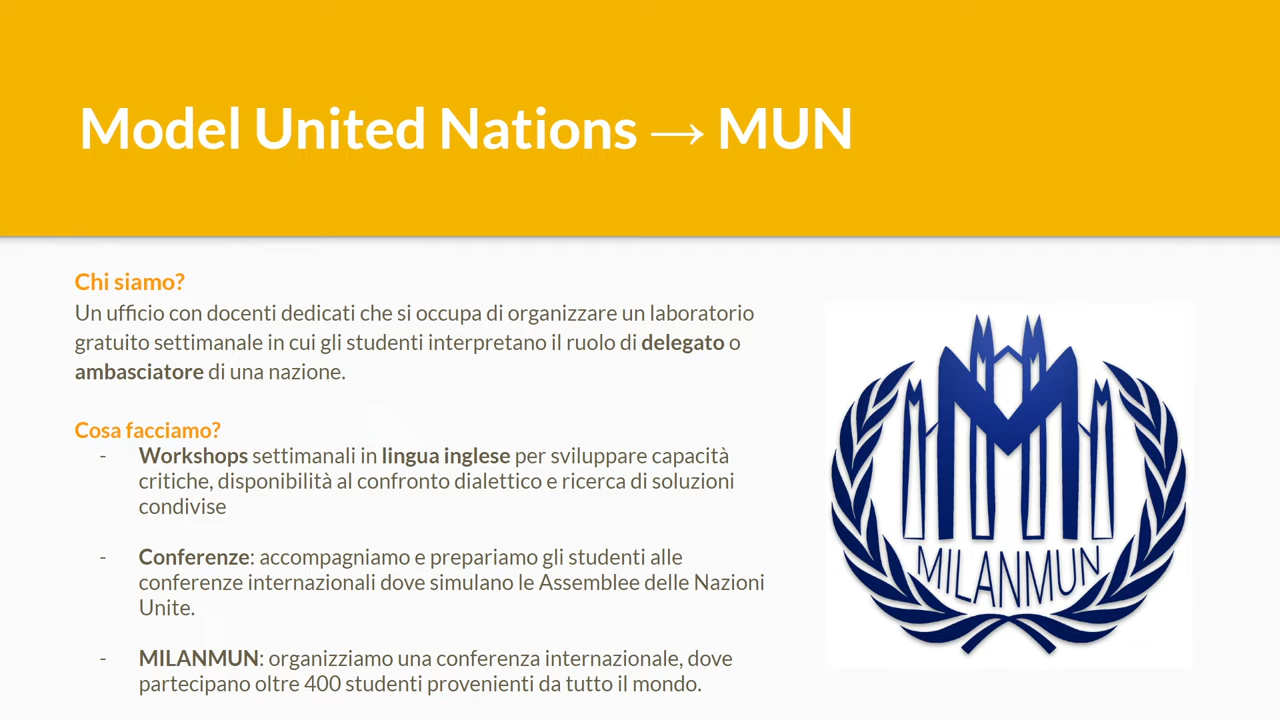 Model United Nations → MUN
Chi siamo?
Un ufficio con docenti dedicati che si occupa di organizzare un laboratorio
gratuito settimanale in cui gli studenti interpretano il ruolo di delegato o
ambasciatore di una nazione.
Cosa facciamo?
- Workshops settimanali in lingua inglese per sviluppare capacità
critiche, disponibilità al confronto dialettico e ricerca di soluzioni
condivise
- Conferenze: accompagniamo e prepariamo gli studenti alle
conferenze internazionali dove simulano le Assemblee delle Nazioni
Unite.
- MILANMUN: organizziamo una conferenza internazionale, dove
partecipano oltre 400 studenti provenienti da tutto il mondo.
MILANMUN